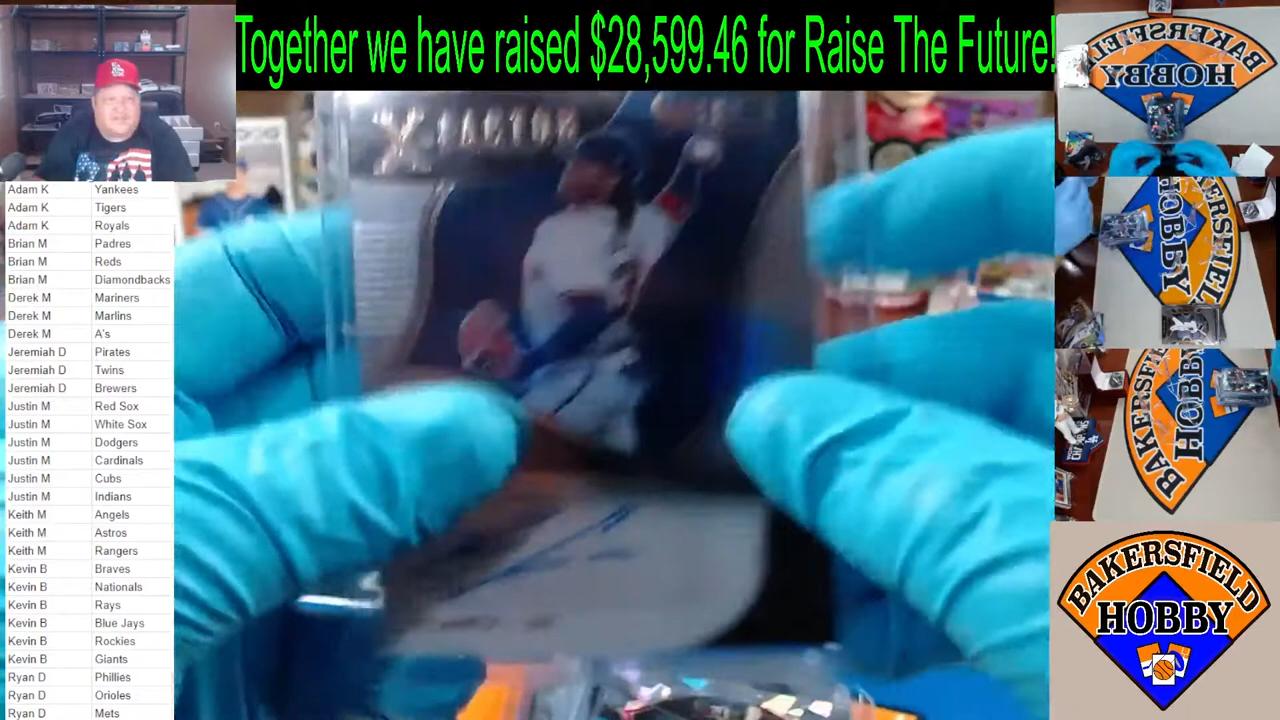 Together we have raised $28,599.46 for Raise The Future!
X FACTOR
Adam K Yankees
Adam K Tigers
Adam K Royals
Brian M Padres
Brian M Reds
Brian M Diamondbacks
Derek M Mariners
Derek M Marlins
Derek M A's
Jeremiah D Pirates
Jeremiah D Twins
Jeremiah D Brewers
Justin M Red Sox
Justin M White Sox
Justin M Dodgers
Justin M Cardinals
Justin M Cubs
Justin M Indians
Keith M Angels
Keith M Astros
Keith M Rangers
Kevin B Braves
Kevin B Nationals
Kevin B Rays
Kevin B Blue Jays
Kevin B Rockies
Kevin B Giants
Ryan D Phillies
Ryan D Orioles
Ryan D Mets
BAKERSFIELD
HOBBY
BAKERSFIELD
HOBBY
BAKERSFIELD
HOBBY
BAKERSFIELD
HOBBY